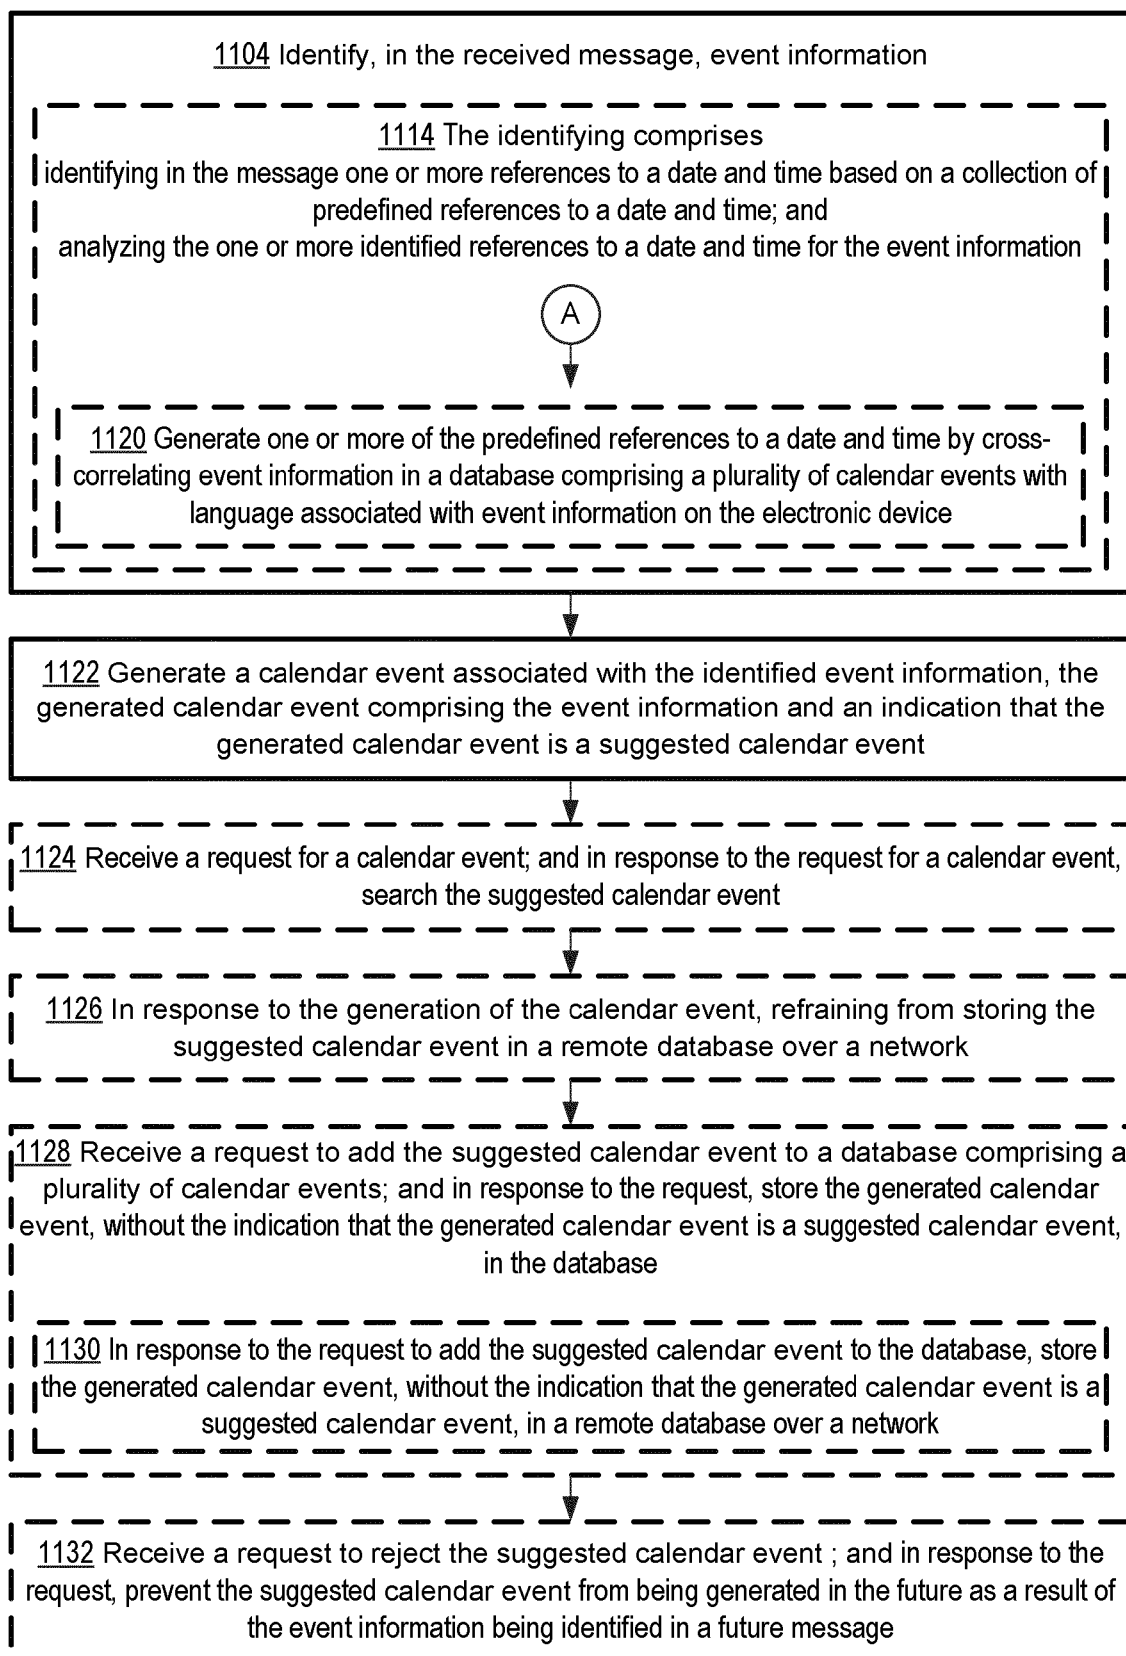 1104 Identify, in the received message, event information
1114 The identifying comprises
identifying in the message one or more references to a date and time based on a collection of
predefined references to a date and time; and
analyzing the one or more identified references to a date and time for the event information
A
1120 Generate one or more of the predefined references to a date and time by cross-
correlating event information in a database comprising a plurality of calendar events with
language associated with event information on the electronic device
1122 Generate a calendar event associated with the identified event information, the
generated calendar event comprising the event information and an indication that the
generated calendar event is a suggested calendar event
1124 Receive a request for a calendar event; and in response to the request for a calendar event,
search the suggested calendar event
1126 In response to the generation of the calendar event, refraining from storing the
suggested calendar event in a remote database over a network
1128 Receive a request to add the suggested calendar event to a database comprising a
plurality of calendar events; and in response to the request, store the generated calendar
event, without the indication that the generated calendar event is a suggested calendar event,
in the database
1130 In response to the request to add the suggested calendar event to the database, store
the generated calendar event, without the indication that the generated calendar event is a
suggested calendar event, in a remote database over a network
1132 Receive a request to reject the suggested calendar event ; and in response to the
request, prevent the suggested calendar event from being generated in the future as a result of
the event information being identified in a future message